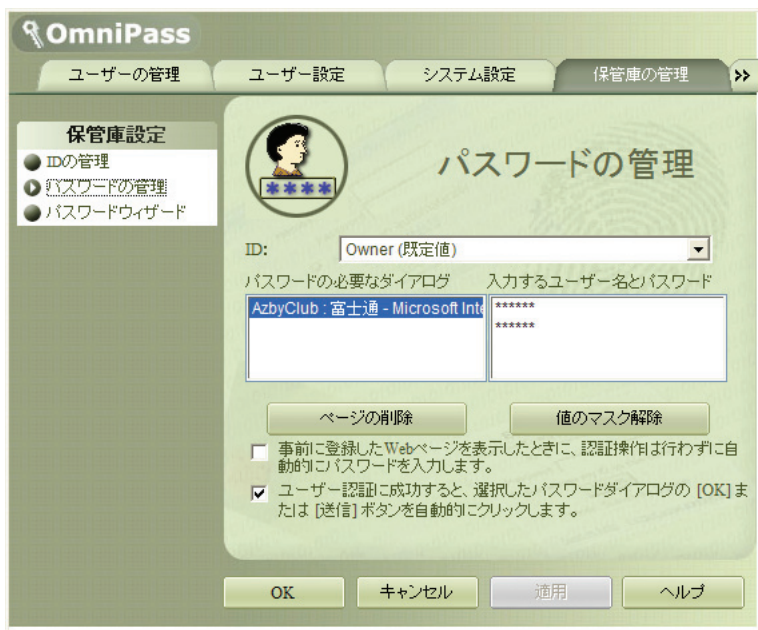 OmniPass
ユーザーの管理
ユーザー設定
システム設定
保管庫の管理
保管庫設定
IDの管理
パスワードの管理
パスワードウィザード
****
パスワードの管理
ID:
Owner (既定値)
パスワードの必要なダイアログ
入力するユーザー名とパスワード
AzbyClub : 富士通 - Microsoft Inte
******
******
ページの削除
値のマスク解除
事前に登録したWebページを表示したときに、認証操作は行わずに自
動的にパスワードを入力します。
ユーザー認証に成功すると、選択したパスワードダイアログの [OK] ま
たは [送信] ボタンを自動的にクリックします。
OK
キャンセル
適用
ヘルプ